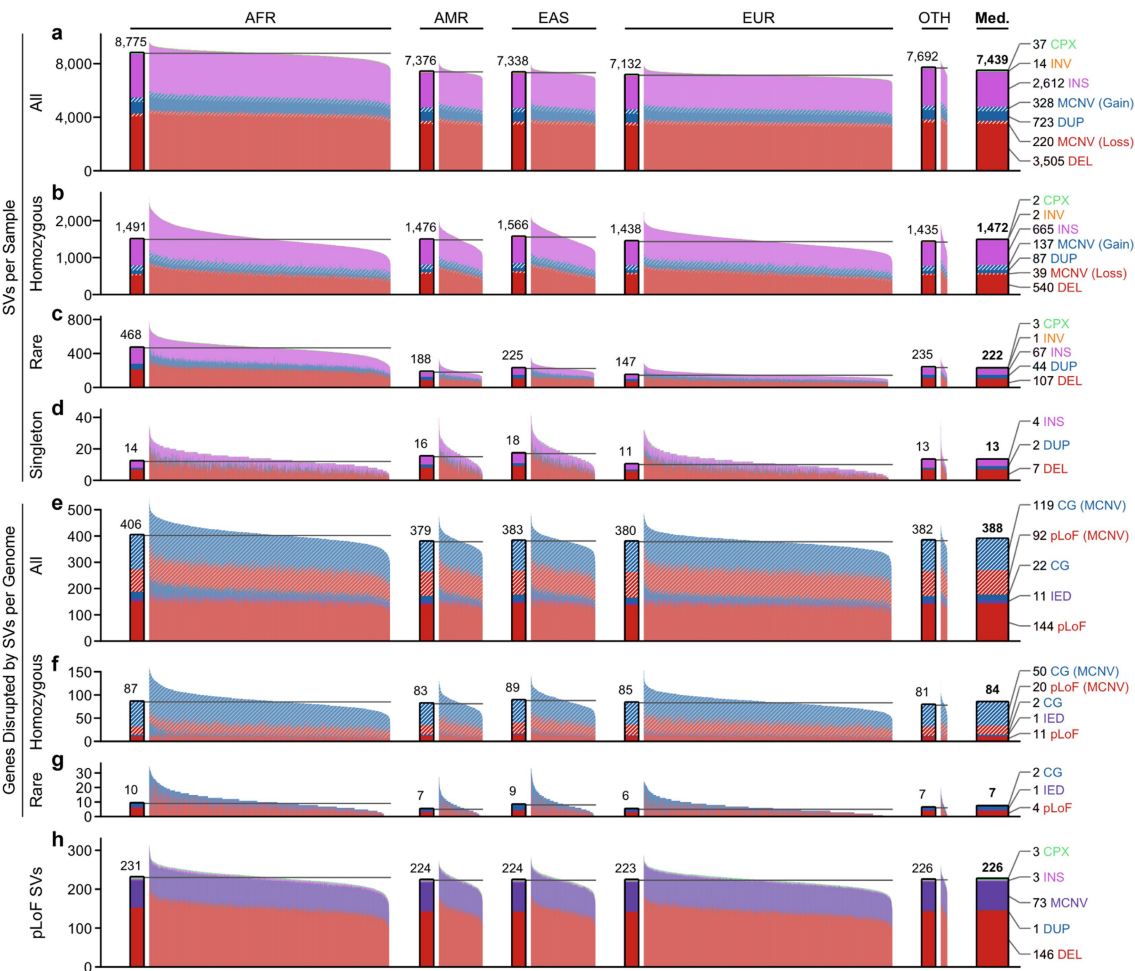 AFR AMR EAS EUR OTH Med.
a
SVs per Sample
All
8,000
4,000
0
8,775 7,376 7,338 7,132 7,692 7,439
37 CPX
14 INV
2,612 INS
328 MCNV (Gain)
723 DUP
220 MCNV (Loss)
3,505 DEL
b
Homozygous
2,000
1,000
0
1,491 1,476 1,566 1,438 1,435 1,472
2 CPX
2 INV
665 INS
137 MCNV (Gain)
87 DUP
39 MCNV (Loss)
540 DEL
c
Rare
800
400
0
468 188 225 147 235 222
3 CPX
1 INV
67 INS
44 DUP
107 DEL
d
Singleton
40
20
0
14 16 18 11 13 13
4 INS
2 DUP
7 DEL
e
Genes Disrupted by SVs per Genome
All
500
400
300
200
100
0
406 379 383 380 382 388
119 CG (MCNV)
92 pLoF (MCNV)
22 CG
11 IED
144 pLoF
f
Homozygous
150
100
50
0
87 83 89 85 81 84
50 CG (MCNV)
20 pLoF (MCNV)
2 CG
1 IED
11 pLoF
g
Rare
30
20
10
0
10 7 9 6 7 7
2 CG
1 IED
4 pLoF
h
pLoF SVs
300
200
100
0
231 224 224 223 226 226
3 CPX
3 INS
73 MCNV
1 DUP
146 DEL